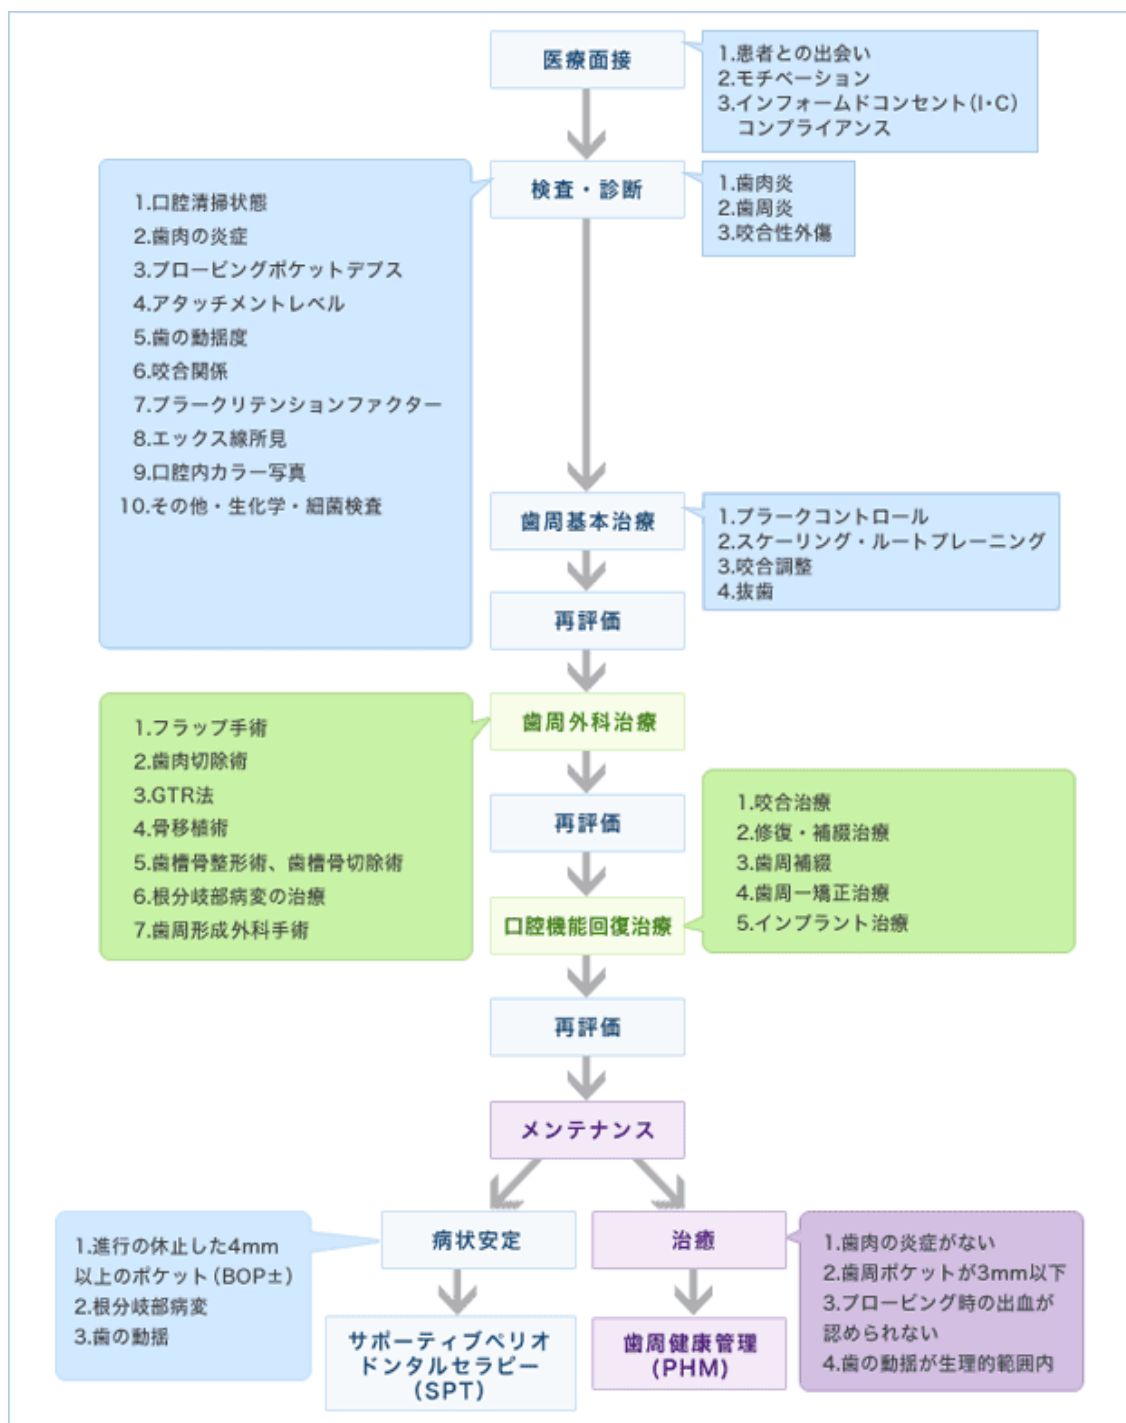 医療面接
1.患者との出会い
2.モチベーション
3.インフォームドコンセント(I・C)
コンプライアンス
検査・診断
1.歯肉炎
2.歯周炎
3.咬合性外傷
1.口腔清掃状態
2.歯肉の炎症
3.プロービングポケットデプス
4.アタッチメントレベル
5.歯の動揺度
6.咬合関係
7.プラークリテンションファクター
8.エックス線所見
9.口腔内カラー写真
10.その他・生化学・細菌検査
歯周基本治療
1.プラークコントロール
2.スケーリング・ルートプレーニング
3.咬合調整
4.抜歯
再評価
歯周外科治療
1.フラップ手術
2.歯肉切除術
3.GTR法
4.骨移植術
5.歯槽骨整形術、歯槽骨切除術
6.根分岐部病変の治療
7.歯周形成外科手術
再評価
口腔機能回復治療
1.咬合治療
2.修復・補綴治療
3.歯周補綴
4.歯周一矯正治療
5.インプラント治療
再評価
メンテナンス
病状安定
1.進行の休止した4mm
以上のポケット(BOP±)
2.根分岐部病変
3.歯の動揺
サポーティブペリオ
ドンタルセラピー
(SPT)
治癒
1.歯肉の炎症がない
2.歯周ポケットが3mm以下
3.プロービング時の出血が
認められない
4.歯の動揺が生理的範囲内
歯周健康管理
(PHM)